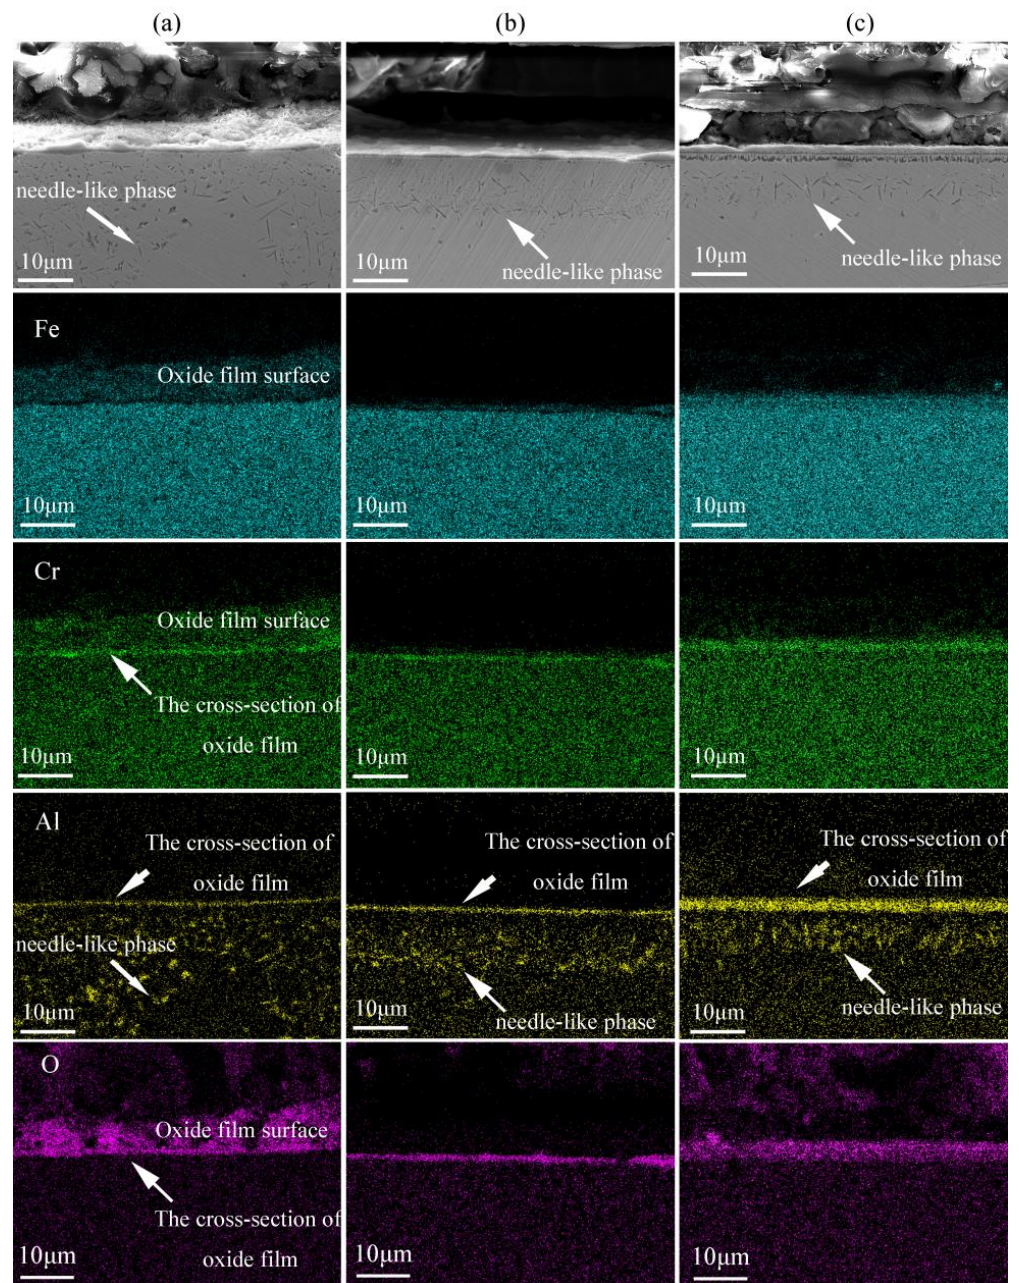 (a)
(b)
(c)
needle-like phase
10μm
needle-like phase
10μm
needle-like phase
10μm
Fe
Oxide film surface
10μm
10μm
10μm
Cr
Oxide film surface
The cross-section of
oxide film
10μm
10μm
10μm
Al
The cross-section of
oxide film
needle-like phase
10μm
The cross-section of
oxide film
needle-like phase
10μm
The cross-section of
oxide film
needle-like phase
10μm
O
Oxide film surface
The cross-section of
oxide film
10μm
10μm
10μm